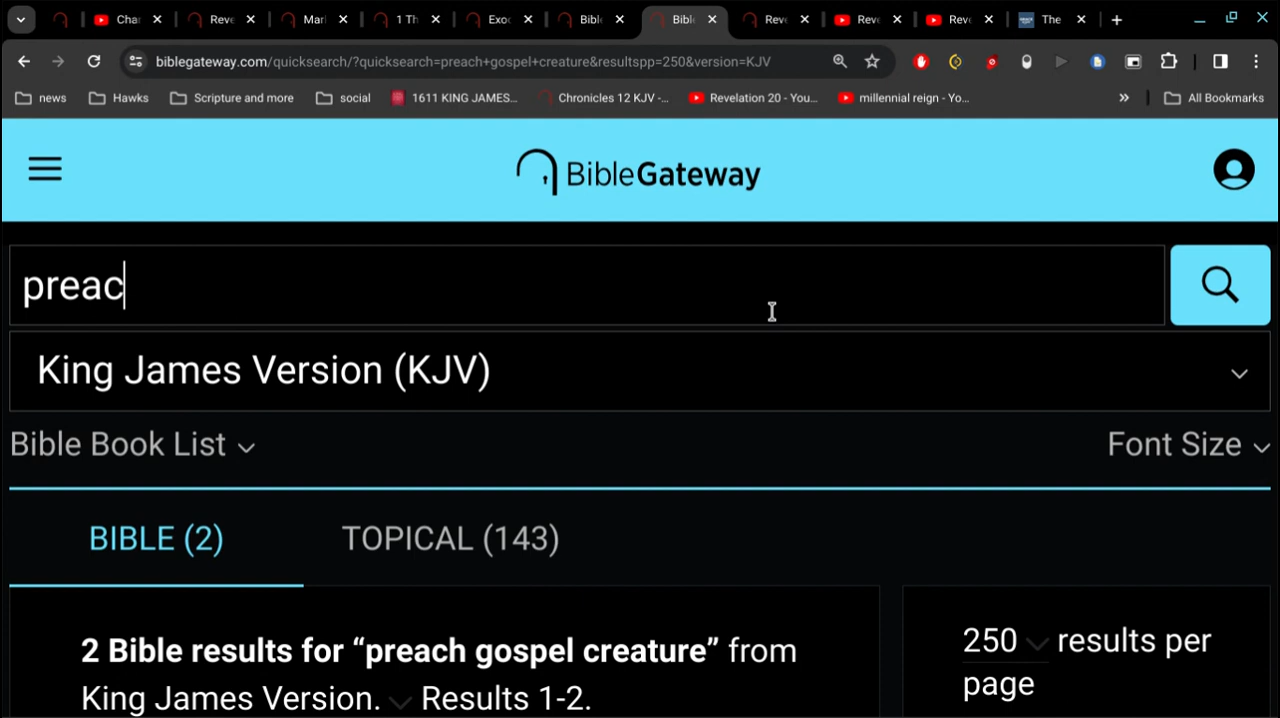 Char Reve Mar 1 Th Exoc Bibl Bibl Reve Reve Reve The
biblegateway.com/quicksearch/?quicksearch=preach+gospel+creature&resultspp=250&version=KJV
news Hawks Scripture and more social 1611 KING JAMES... Chronicles 12 KJV -... Revelation 20 - You... millennial reign - Yo... » All Bookmarks
BibleGateway
preac
King James Version (KJV)
Bible Book List Font Size
BIBLE (2) TOPICAL (143)
2 Bible results for “preach gospel creature” from
King James Version. Results 1-2.
250 results per
page